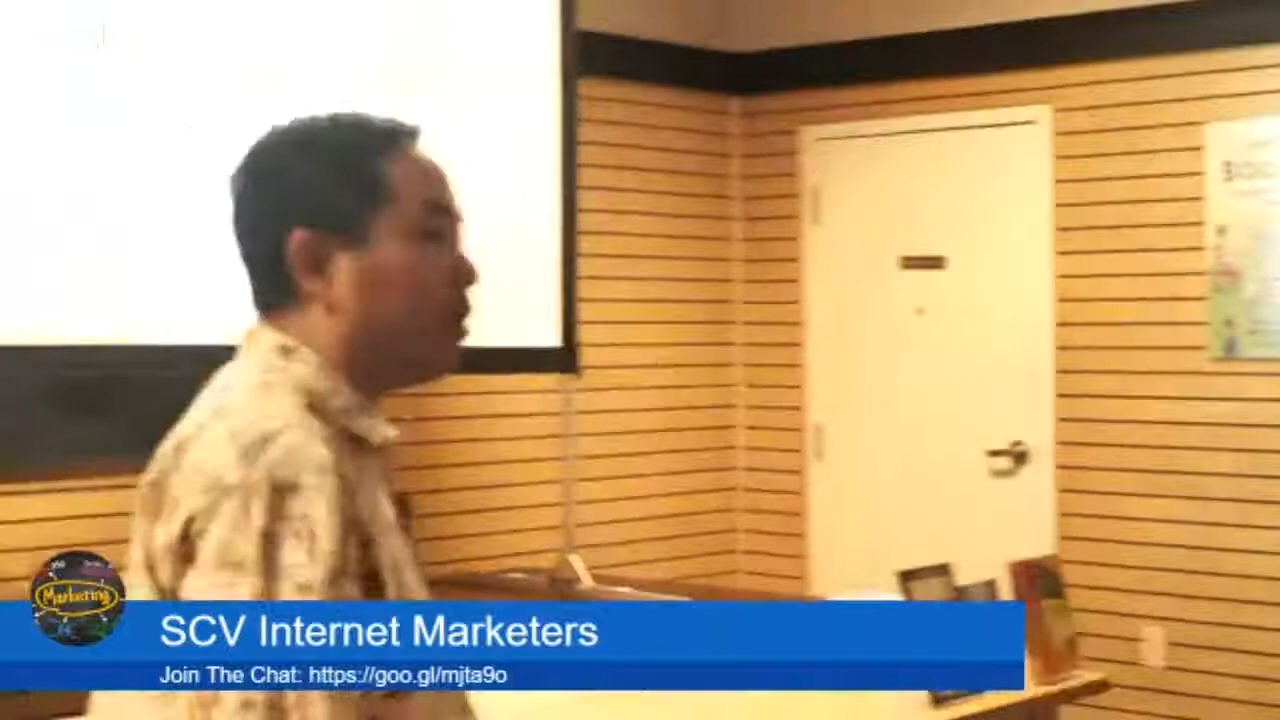 SCV Internet Marketers
Join The Chat: https://goo.gl/mjta9o
Marketing